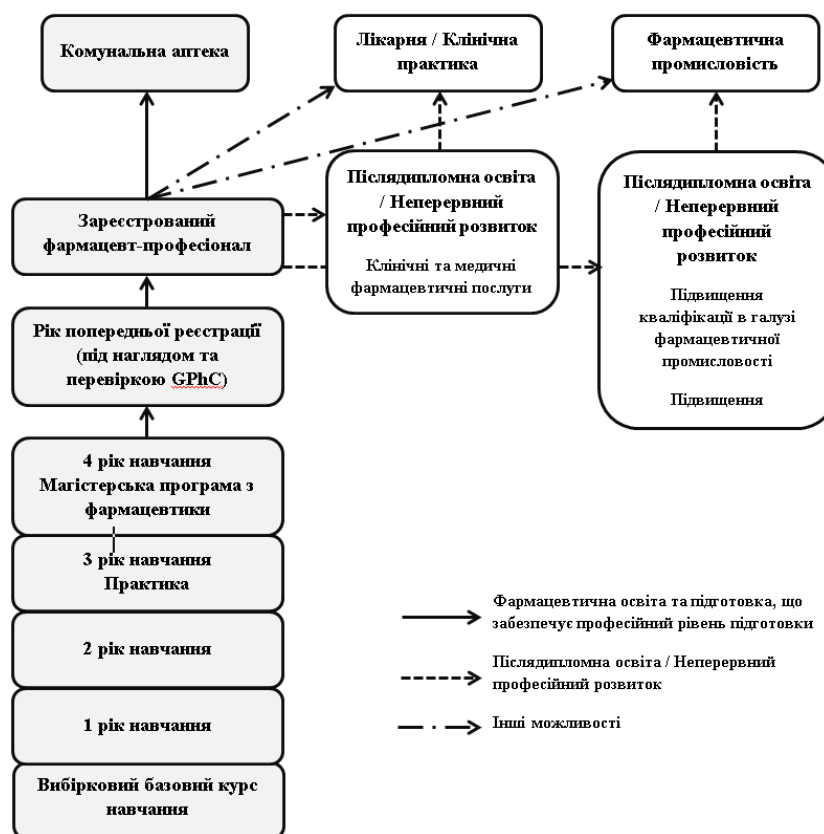 Комунальна аптека
Лікарня / Клінічна
практика
Фармацевтична
промисловість
Зареєстрований
фармацевт-професіонал
Післядипломна освіта
/ Неперервний
професійний розвиток
Клінічні та медичні
фармацевтичні послуги
Післядипломна освіта
/ Неперервний
професійний
розвиток
Підвищення
кваліфікації в галузі
фармацевтичної
промисловості
Підвищення
Рік попередньої реєстрації
(під наглядом та
перевіркою GPhC)
4 рік навчання
Магістерська програма з
фармацевтики
3 рік навчання
Практика
2 рік навчання
1 рік навчання
Вибірковий базовий курс
навчання
Фармацевтична освіта та підготовка, що
забезпечує професійний рівень підготовки
Післядипломна освіта / Неперервний
професійний розвиток
Інші можливості